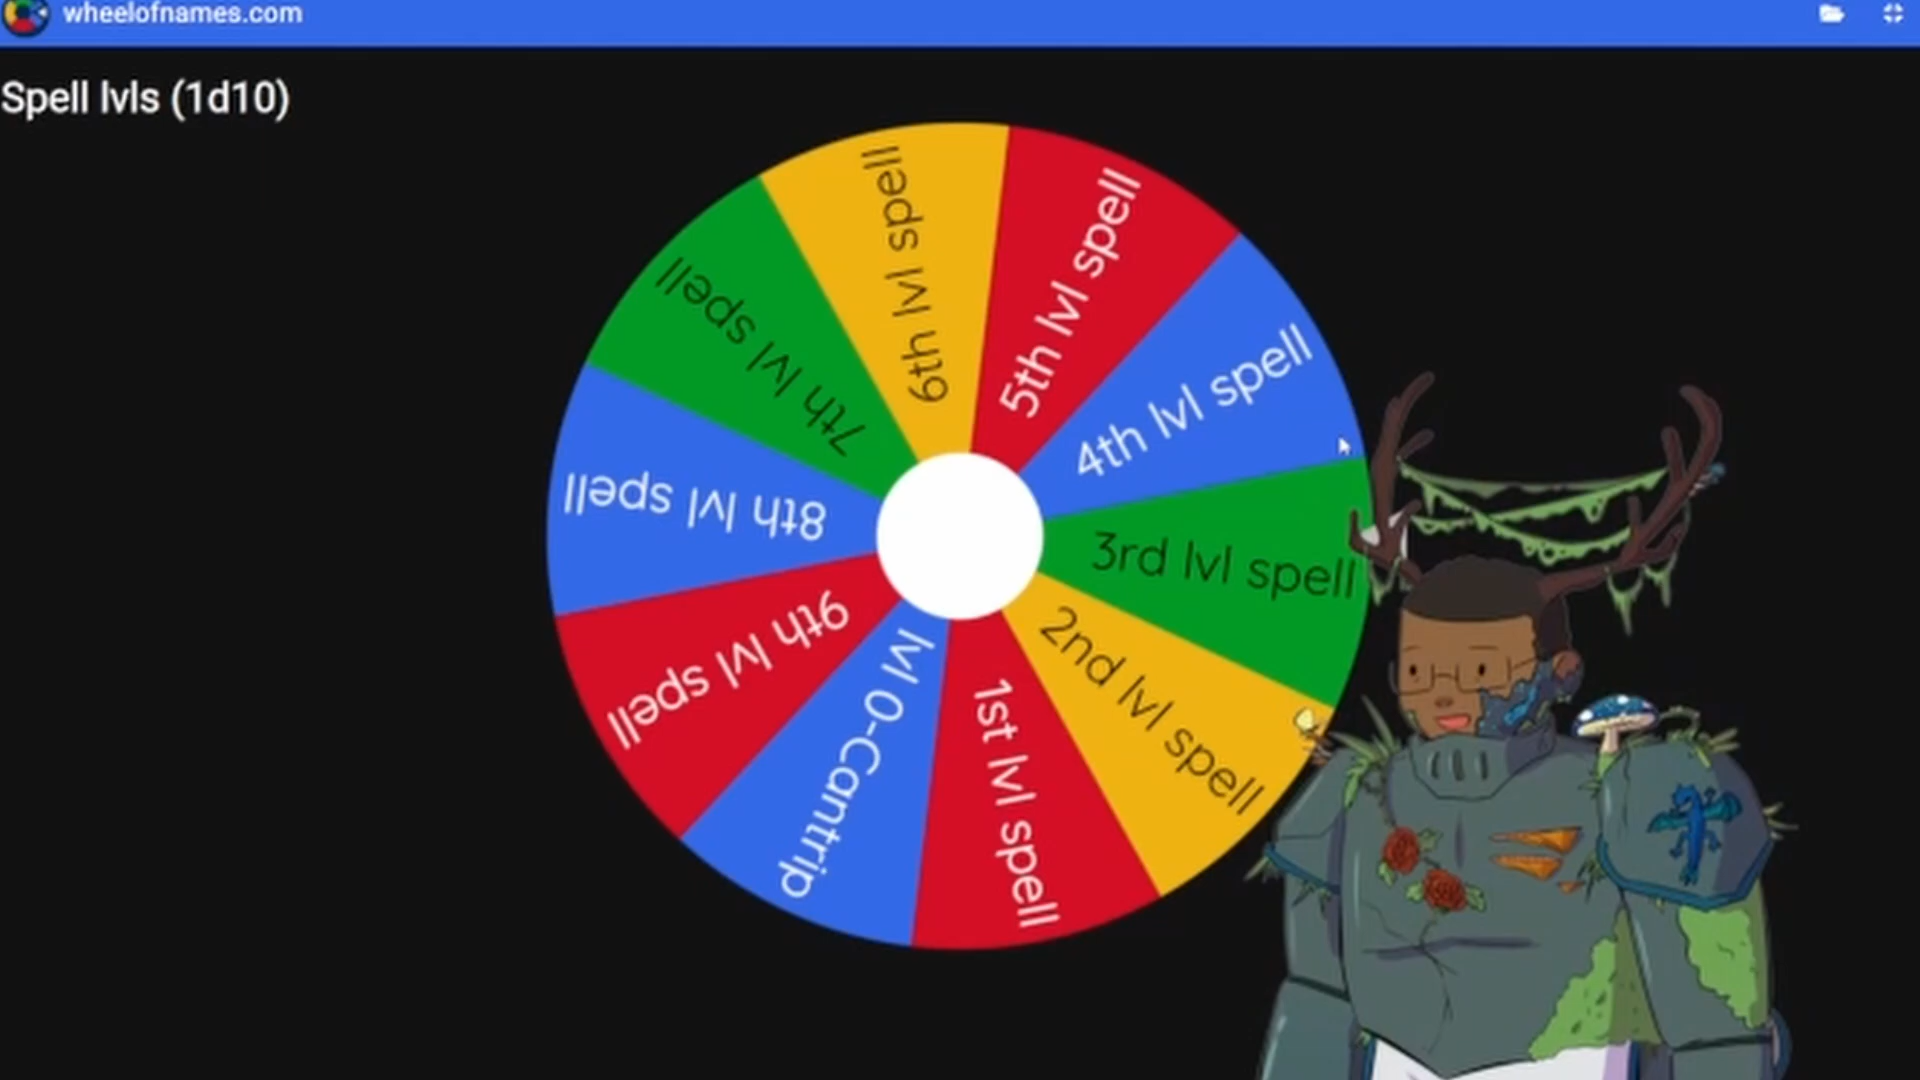 wheelofnames.com
Spell lvls (1d10)
6th lvl spell
5th lvl spell
4th lvl spell
3rd lvl spell
2nd lvl spell
1st lvl spell
lvl 0-Cantrip
9th lvl spell
8th lvl spell
7th lvl spell